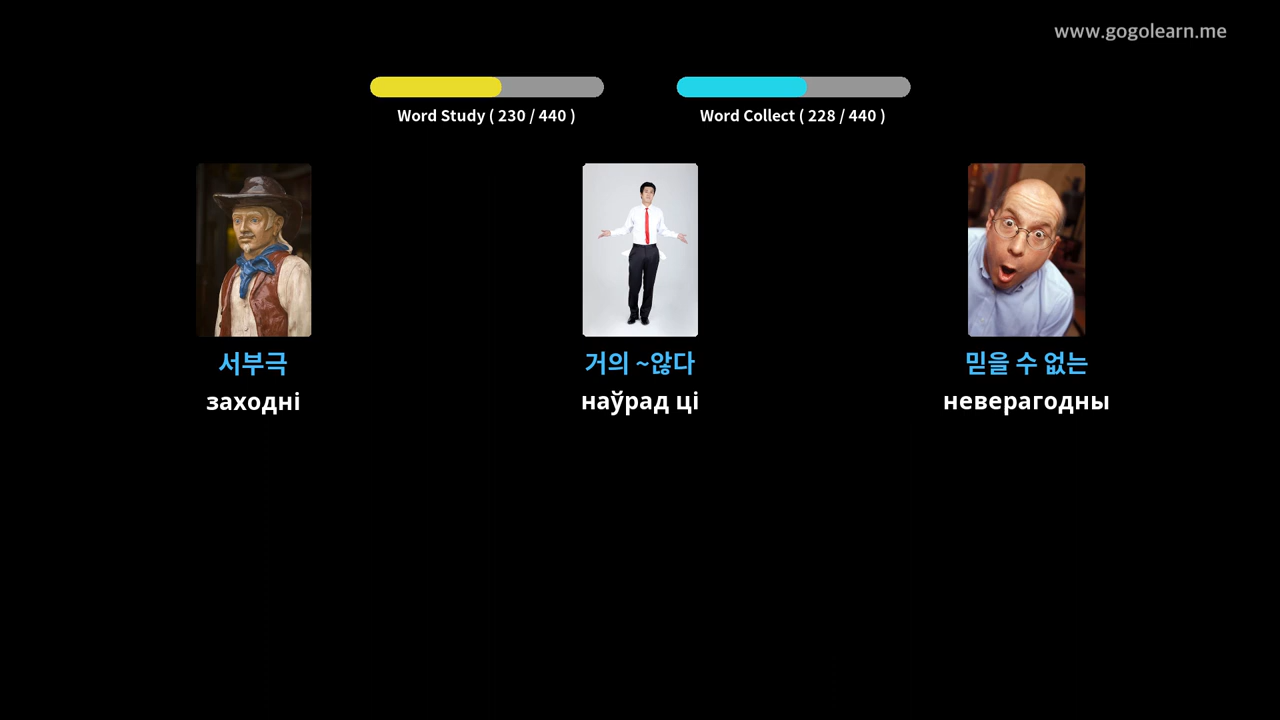 www.gogolearn.me
Word Study ( 230 / 440 )
Word Collect ( 228 / 440 )
서부극
거의 ~않다
믿을 수 없는
заходні
наўрад ці
неверагодны